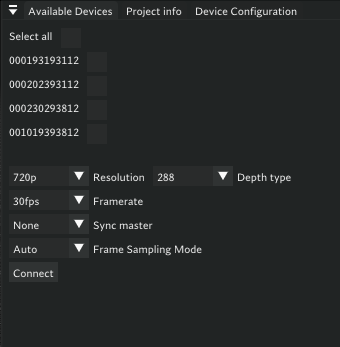 Available Devices Project info Device Configuration
Select all
000193193112
000202393112
000230293812
001019393812
720p Resolution 288 Depth type
30fps Framerate
None Sync master
Auto Frame Sampling Mode
Connect